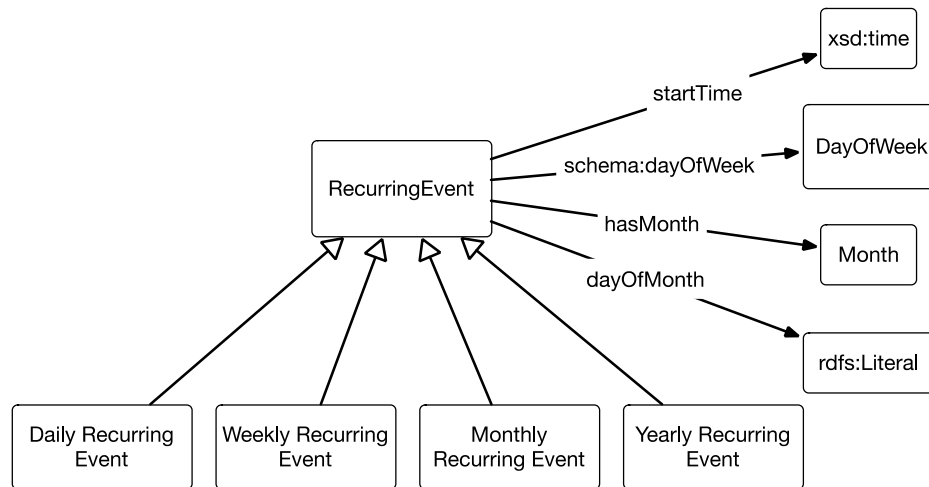 xsd:time
startTime
DayOfWeek
schema:dayOfWeek
RecurringEvent
hasMonth
Month
dayOfMonth
rdfs:Literal
Daily Recurring
Event
Weekly Recurring
Event
Monthly
Recurring Event
Yearly Recurring
Event